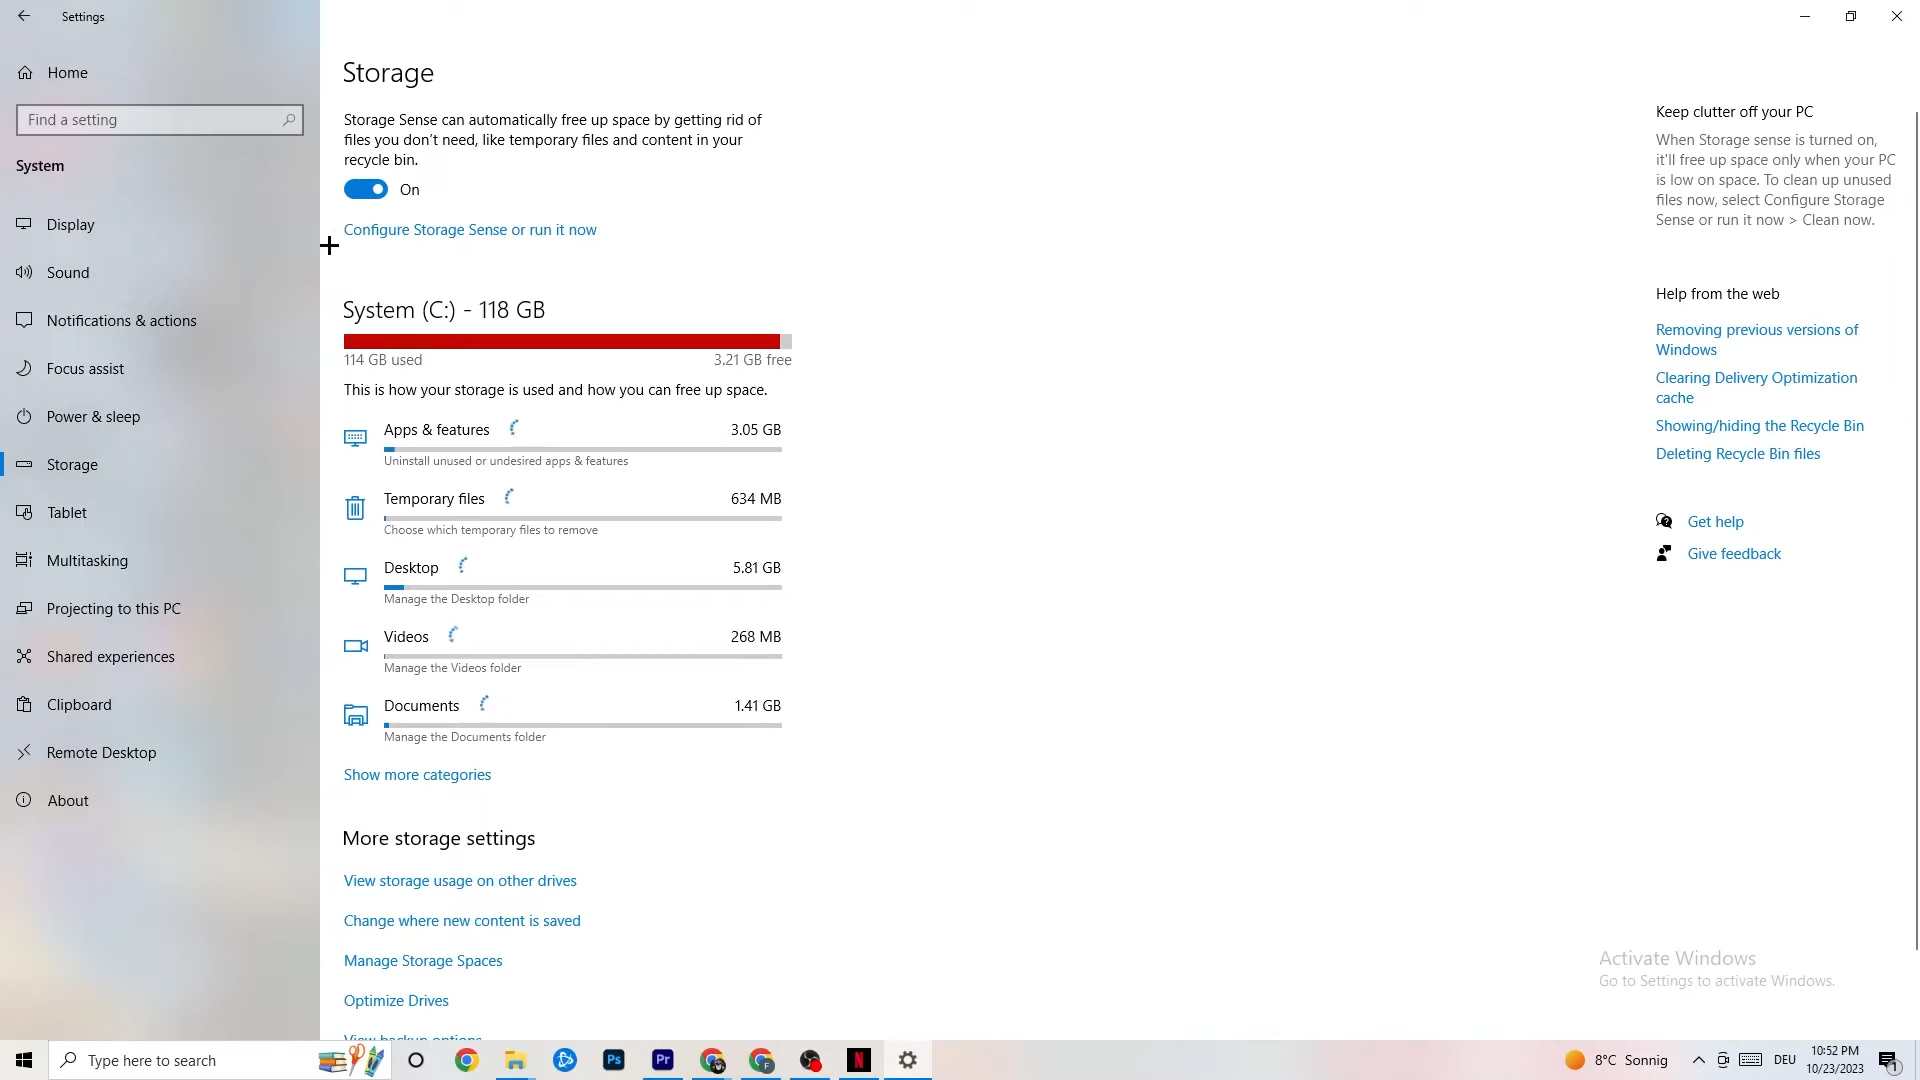 Settings
Home
Find a setting
System
Display
Sound
Notifications & actions
Focus assist
Power & sleep
Storage
Tablet
Multitasking
Projecting to this PC
Shared experiences
Clipboard
Remote Desktop
About
Storage
Storage Sense can automatically free up space by getting rid of
files you don’t need, like temporary files and content in your
recycle bin.
On
Configure Storage Sense or run it now
System (C:) - 118 GB
114 GB used 3.21 GB free
This is how your storage is used and how you can free up space.
Apps & features 3.05 GB
Uninstall unused or undesired apps & features
Temporary files 634 MB
Choose which temporary files to remove
Desktop 5.81 GB
Manage the Desktop folder
Videos 268 MB
Manage the Videos folder
Documents 1.41 GB
Manage the Documents folder
Show more categories
More storage settings
View storage usage on other drives
Change where new content is saved
Manage Storage Spaces
Optimize Drives
View backup options
Keep clutter off your PC
When Storage sense is turned on,
it'll free up space only when your PC
is low on space. To clean up unused
files now, select Configure Storage
Sense or run it now > Clean now.
Help from the web
Removing previous versions of
Windows
Clearing Delivery Optimization
cache
Showing/hiding the Recycle Bin
Deleting Recycle Bin files
Get help
Give feedback
Activate Windows
Go to Settings to activate Windows.
Type here to search
Ps
Pr
F
N
8°C Sonnig
DEU
10:52 PM
10/23/2023
1